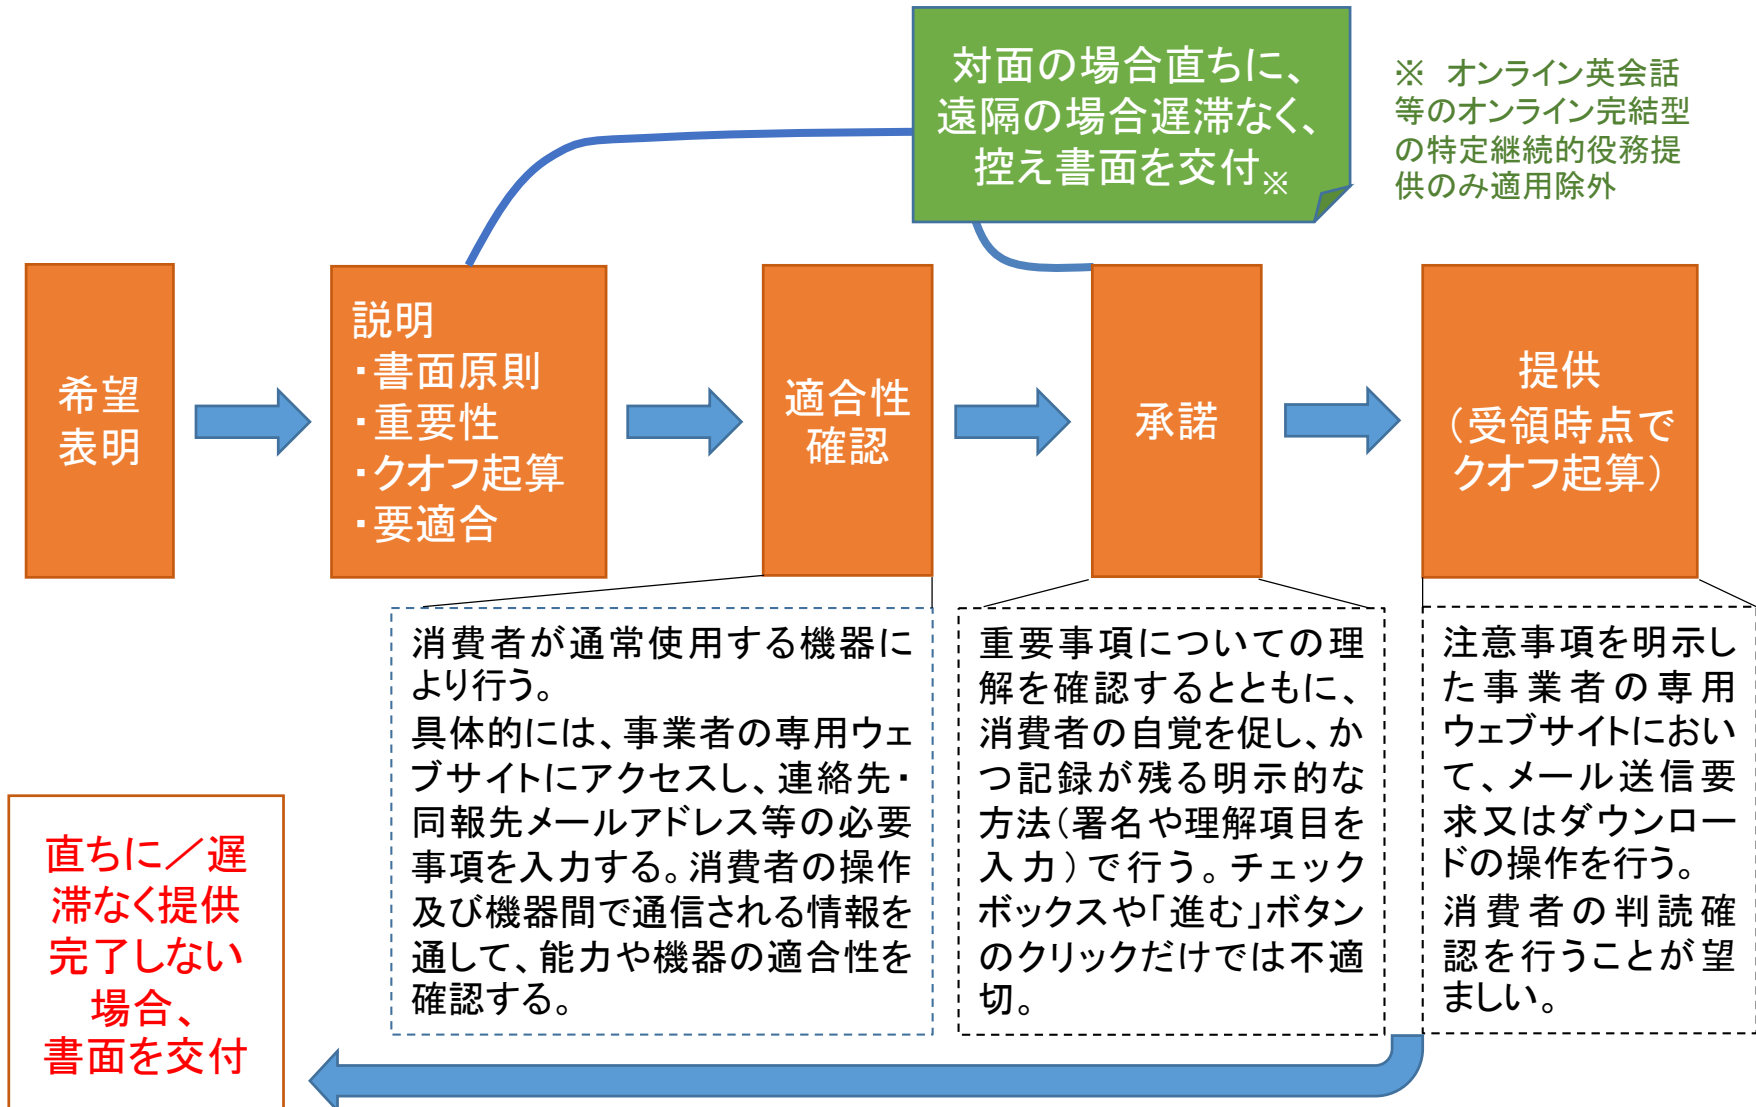 対面の場合直ちに、
遠隔の場合遅滞なく、
控え書面を交付※
※　オンライン英会話
等のオンライン完結型
の特定継続的役務提
供のみ適用除外
希望
表明
説明
・書面原則
・重要性
・クオフ起算
・要適合
適合性
確認
承諾
提供
（受領時点で
クオフ起算）
消費者が通常使用する機器に
より行う。
具体的には、事業者の専用ウェ
ブサイトにアクセスし、連絡先・
同報先メールアドレス等の必要
事項を入力する。消費者の操作
及び機器間で通信される情報を
通して、能力や機器の適合性を
確認する。
重要事項についての理
解を確認するとともに、
消費者の自覚を促し、か
つ記録が残る明示的な
方法（署名や理解項目を
入力）で行う。チェック
ボックスや「進む」ボタン
のクリックだけでは不適
切。
注意事項を明示し
た事業者の専用
ウェブサイトにおい
て、メール送信要
求又はダウンロー
ドの操作を行う。
消費者の判読確
認を行うことが望
ましい。
直ちに／遅
滞なく提供
完了しない
場合、
書面を交付